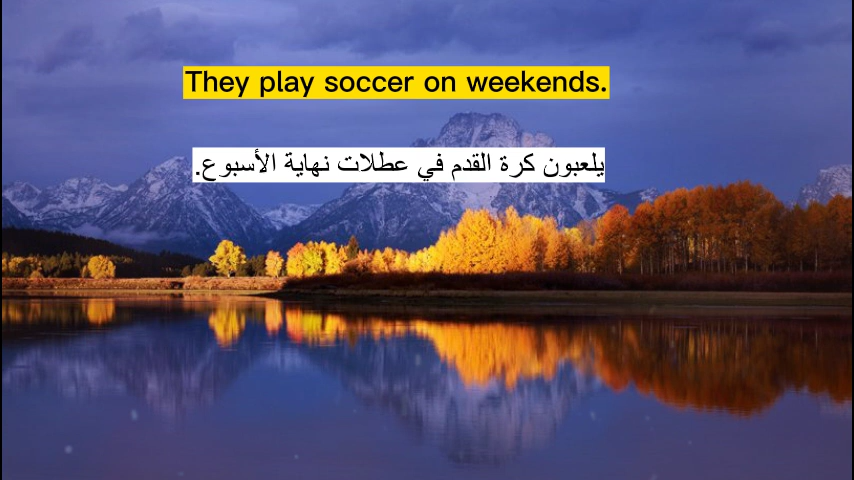 They play soccer on weekends.
يلعبون كرة القدم في عطلات نهاية الأسبوع.